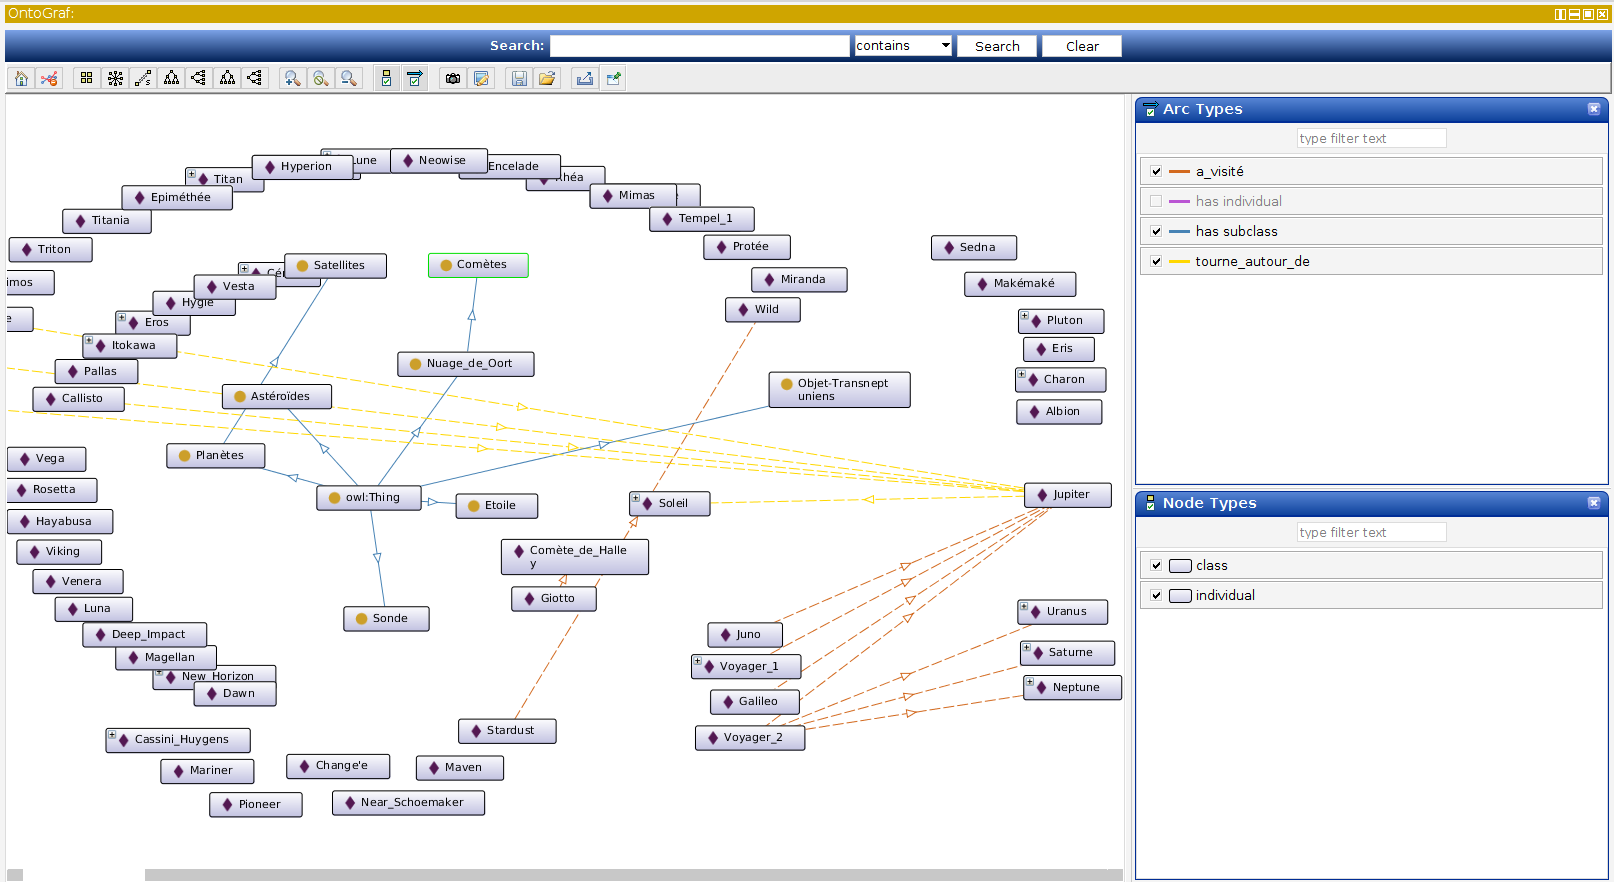 OntoGraf:
Search:
contains
Search
Clear
Lune
Neowise
Encelade
Hyperion
Titan
Rhéa
Epiméthée
Mimas
Titania
Tempel_1
Triton
Protée
Sedna
Satellites
Comètes
Cér
imos
Vesta
Miranda
Makémaké
Hygie
Wild
e
Eros
Pluton
Itokawa
Eris
Nuage_de_Oort
Pallas
Charon
Objet-Transnept
uniens
Callisto
Astéroïdes
Albion
Planètes
Vega
Rosetta
owl:Thing
Etoile
Soleil
Jupiter
Hayabusa
Viking
Comète_de_Halle
y
Venera
Giotto
Luna
Sonde
Uranus
Deep_Impact
Juno
Magellan
Saturne
New_Horizon
Voyager_1
Dawn
Galileo
Neptune
Stardust
Voyager_2
Cassini_Huygens
Mariner
Change'e
Maven
Pioneer
Near_Schoemaker
Arc Types
type filter text
a_visité
has individual
has subclass
tourne_autour_de
Node Types
type filter text
class
individual